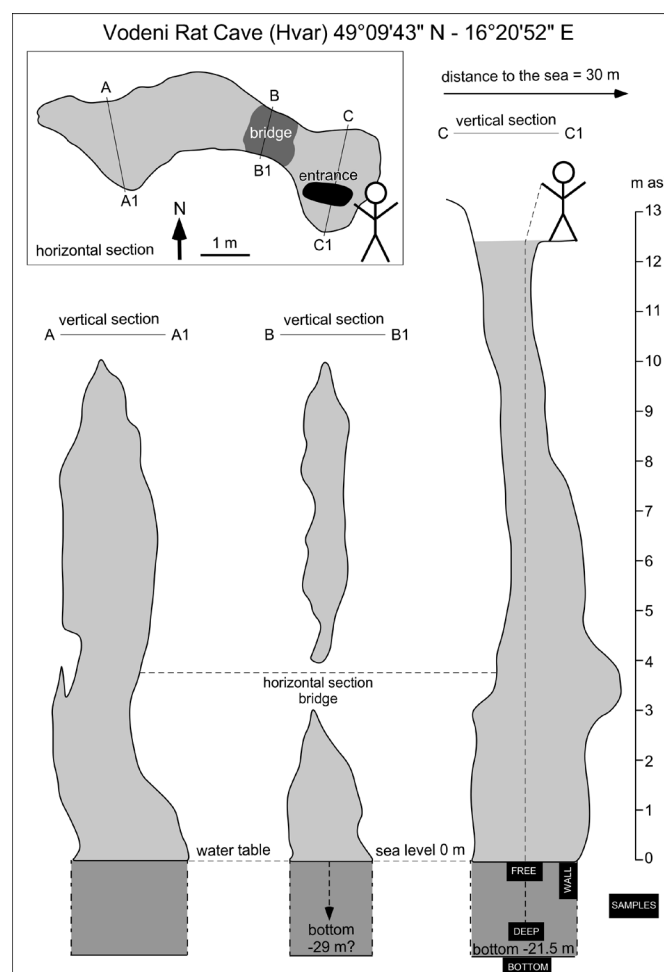 Vodeni Rat Cave (Hvar) 49°09'43" N - 16°20'52" E
distance to the sea = 30 m
C vertical section C1
A
B
C
bridge
B1
entrance
A1
N
C1
horizontal section
1 m
m as
13
12
vertical section
A A1
vertical section
B B1
11
10
9
8
7
6
5
4
horizontal section
bridge
3
2
1
water table
sea level 0 m
0
FREE
WALL
SAMPLES
bottom
-29 m?
DEEP
bottom -21.5 m
BOTTOM